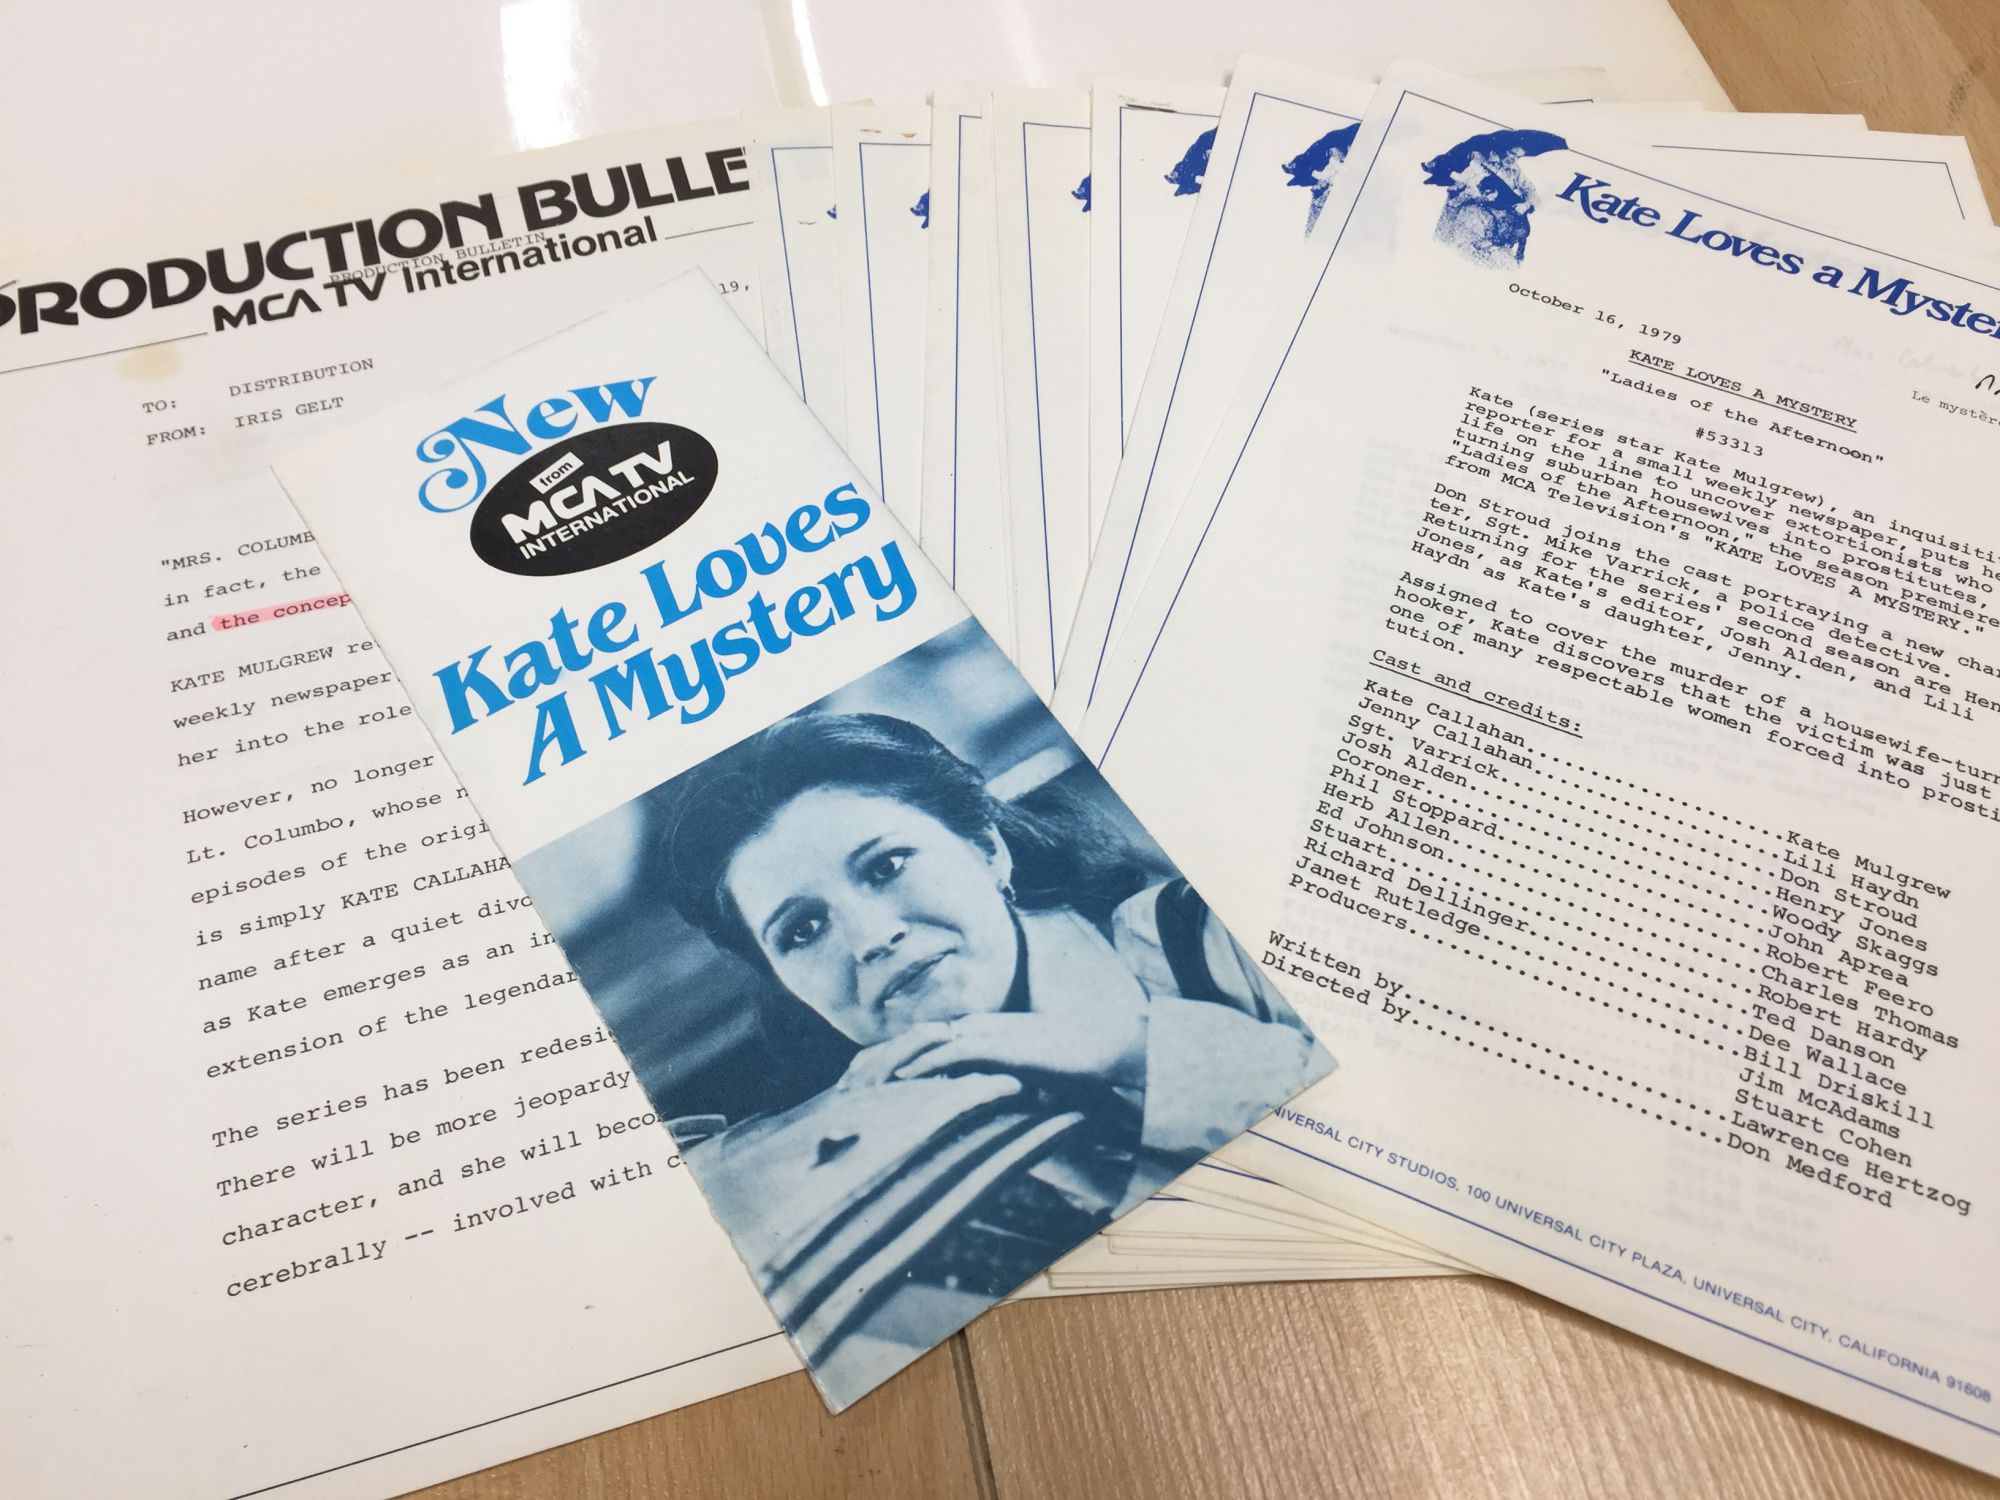 PRODUCTION BULLE
PRODUCTION BULLETIN
MCA TV International
19,
TO: DISTRIBUTION
FROM: IRIS GELT
"MRS. COLUMB
in fact, the
and the concep
KATE MULGREW re
weekly newspaper
her into the role
However, no longer
Lt. Columbo, whose n
episodes of the origi
is simply KATE CALLAHA
name after a quiet divo
as Kate emerges as an in
extension of the legendar
The series has been redesi
There will be more jeopardy
character, and she will beco
cerebrally -- involved with c
New
from
MCA TV
INTERNATIONAL
Kate Loves
A Mystery
Kate Loves a Myster
October 16, 1979
Le mystèr
KATE LOVES A MYSTERY
"Ladies of the Afternoon"
#53313
Kate (series star Kate Mulgrew), an inquisiti
reporter for a small weekly newspaper, puts he
life on the line to uncover extortionists who
turning suburban housewives into prostitutes,
"Ladies of the Afternoon," the season premiere
from MCA Television's "KATE LOVES A MYSTERY."
Don Stroud joins the cast portraying a new char
ter, Sgt. Mike Varrick, a police detective.
Returning for the series' second season are Hen
Jones, as Kate's editor, Josh Alden, and Lili
Haydn as Kate's daughter, Jenny.
Assigned to cover the murder of a housewife-turn
hooker, Kate discovers that the victim was just
one of many respectable women forced into prosti
tution.
Cast and credits:
Kate Callahan..........Kate Mulgrew
Jenny Callahan..........Lili Haydn
Sgt. Varrick..........Don Stroud
Josh Alden..........Henry Jones
Coroner..........Woody Skaggs
Phil Stoppard..........John Aprea
Herb Allen..........Robert Feero
Ed Johnson..........Charles Thomas
Stuart..........Robert Hardy
Richard Dellinger..........Ted Danson
Janet Rutledge..........Dee Wallace
Producers..........Bill Driskill
Jim McAdams
Stuart Cohen
Written by..........Lawrence Hertzog
Directed by..........Don Medford
NIVERSAL CITY STUDIOS, 100 UNIVERSAL CITY PLAZA, UNIVERSAL CITY, CALIFORNIA 91608